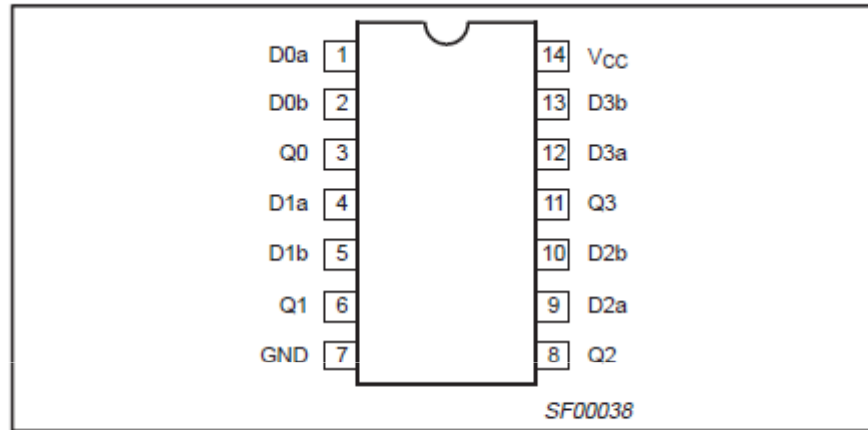 D0a 1 14 VCC
D0b 2 13 D3b
Q0 3 12 D3a
D1a 4 11 Q3
D1b 5 10 D2b
Q1 6 9 D2a
GND 7 8 Q2
SF00038